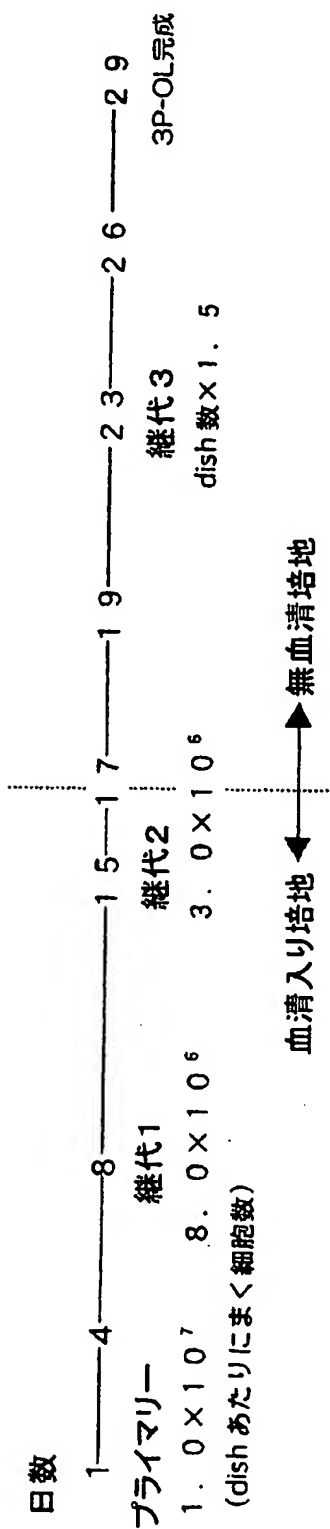 日数
1 4 8 15 17 19 23 26 29
プライマリー 継代1 継代2 継代3 3P-OL完成
1.0×10⁷ 8.0×10⁶ 3.0×10⁶ dish数×1.5
(dishあたりにまく細胞数)
血清入り培地 無血清培地